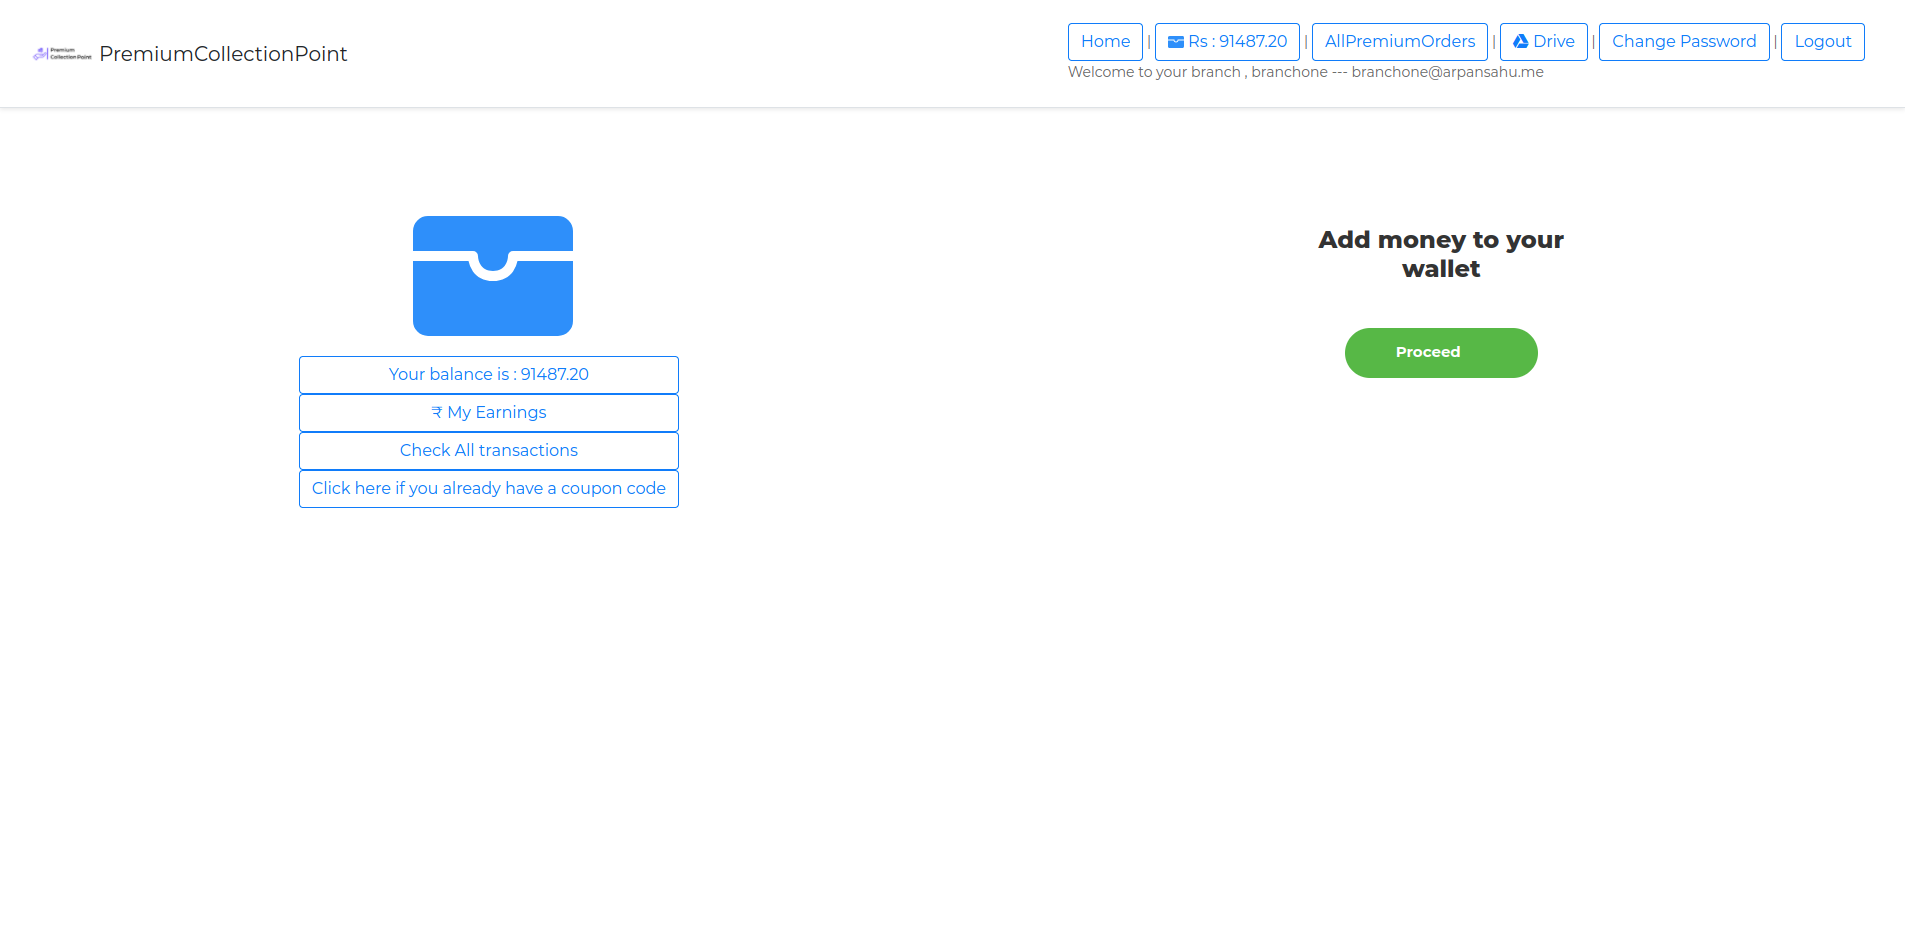 Premium
Collection Point
PremiumCollectionPoint
Home | Rs : 91487.20 | AllPremiumOrders | Drive | Change Password | Logout
Welcome to your branch , branchone --- branchone@arpansahu.me
Your balance is : 91487.20
₹ My Earnings
Check All transactions
Click here if you already have a coupon code
Add money to your
wallet
Proceed